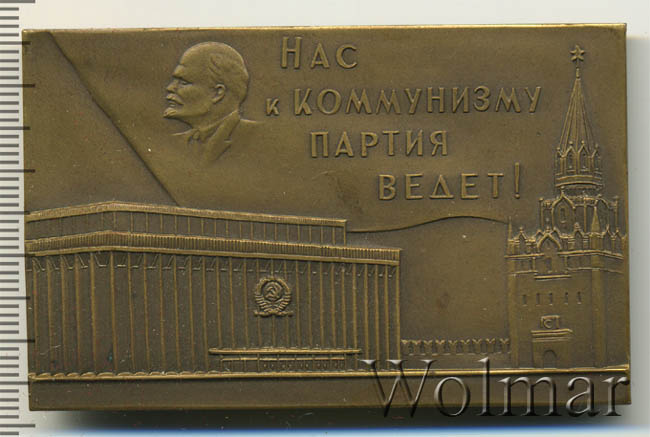 Нас
к коммунизму
партия
ведет!
Wolmar